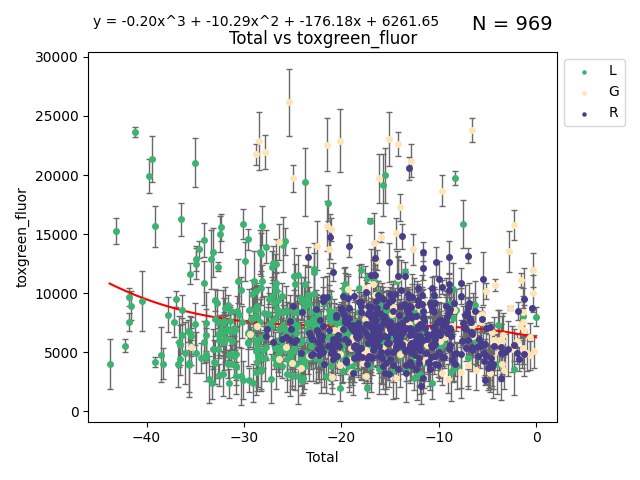 y = -0.20x^3 + -10.29x^2 + -176.18x + 6261.65
N = 969
Total vs toxgreen_fluor
30000
25000
20000
15000
10000
5000
0
toxgreen_fluor
−40
−30
−20
−10
0
Total
L
G
R